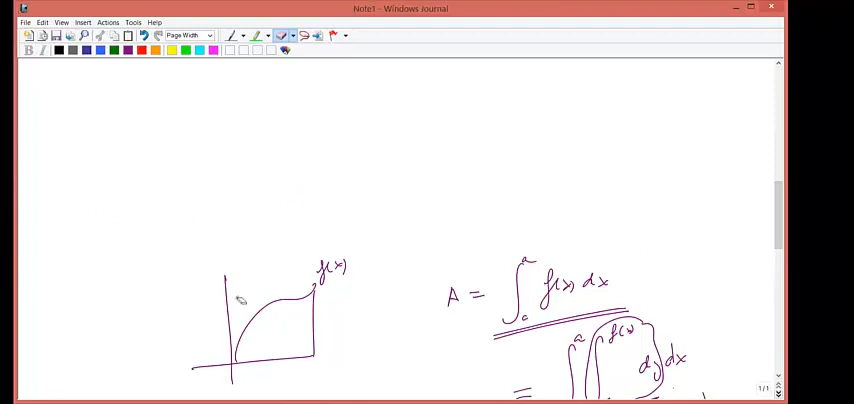 Note1 - Windows Journal
File Edit View Insert Actions Tools Help
Page Width
B I
f(x)
A = ∫ₒᵃ f(x) dx
= ∫ᵃ ( ∫^f(x) dy ) dx
1/1